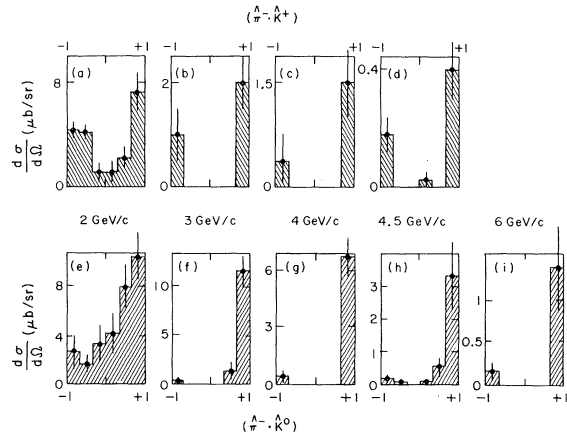 (π̂⁻·K̂⁺)
−1 +1 −1 +1 −1 +1 −1 +1
(a) (b) (c) (d)
8 2 1.5 0.4
dσ/dΩ (μb/sr)
0 0 0 0
2 GeV/c 3 GeV/c 4 GeV/c 4.5 GeV/c 6 GeV/c
(e) (f) (g) (h) (i)
8 10 6 3 1
4 5 4 2 0.5
2 1
dσ/dΩ (μb/sr)
0 0 0 0 0
−1 +1 −1 +1 −1 +1 −1 +1 −1 +1
(π̂⁻·K̂⁰)